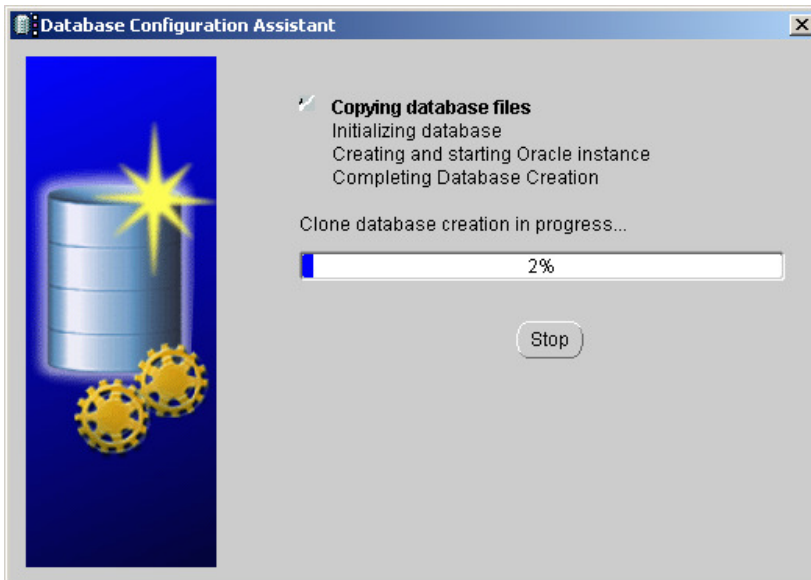 Database Configuration Assistant
Copying database files
Initializing database
Creating and starting Oracle instance
Completing Database Creation
Clone database creation in progress...
2%
Stop